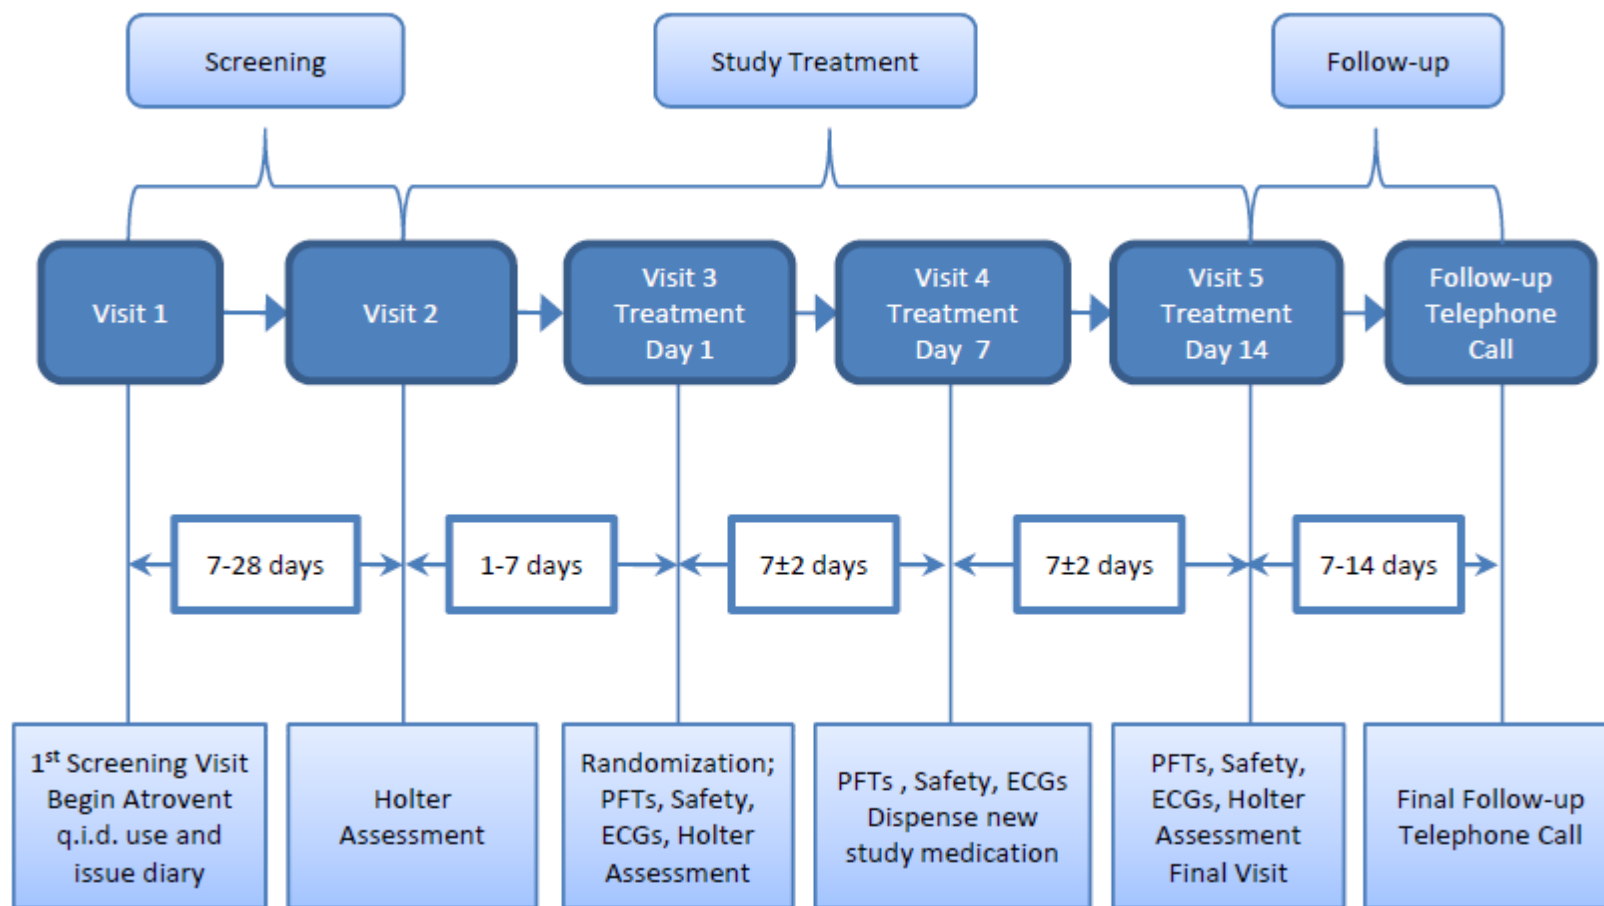 Screening
Study Treatment
Follow-up
Visit 1
Visit 2
Visit 3
Treatment
Day 1
Visit 4
Treatment
Day 7
Visit 5
Treatment
Day 14
Follow-up
Telephone
Call
7-28 days
1-7 days
7±2 days
7±2 days
7-14 days
1st Screening Visit
Begin Atrovent
q.i.d. use and
issue diary
Holter
Assessment
Randomization;
PFTs, Safety,
ECGs, Holter
Assessment
PFTs , Safety, ECGs
Dispense new
study medication
PFTs, Safety,
ECGs, Holter
Assessment
Final Visit
Final Follow-up
Telephone Call